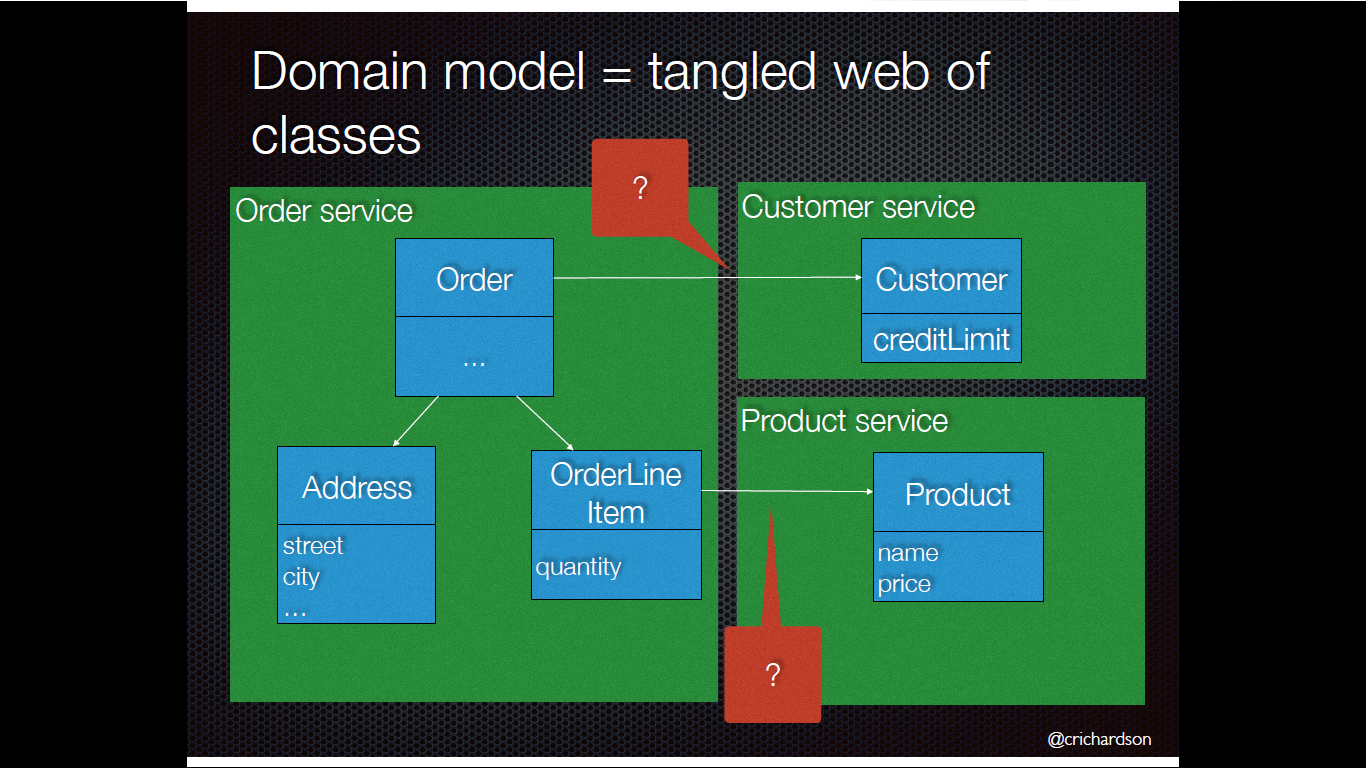 Domain model = tangled web of
classes
?
Order service
Order
...
Address
street
city
...
OrderLine
Item
quantity
Customer service
Customer
creditLimit
Product service
Product
name
price
?
@crichardson